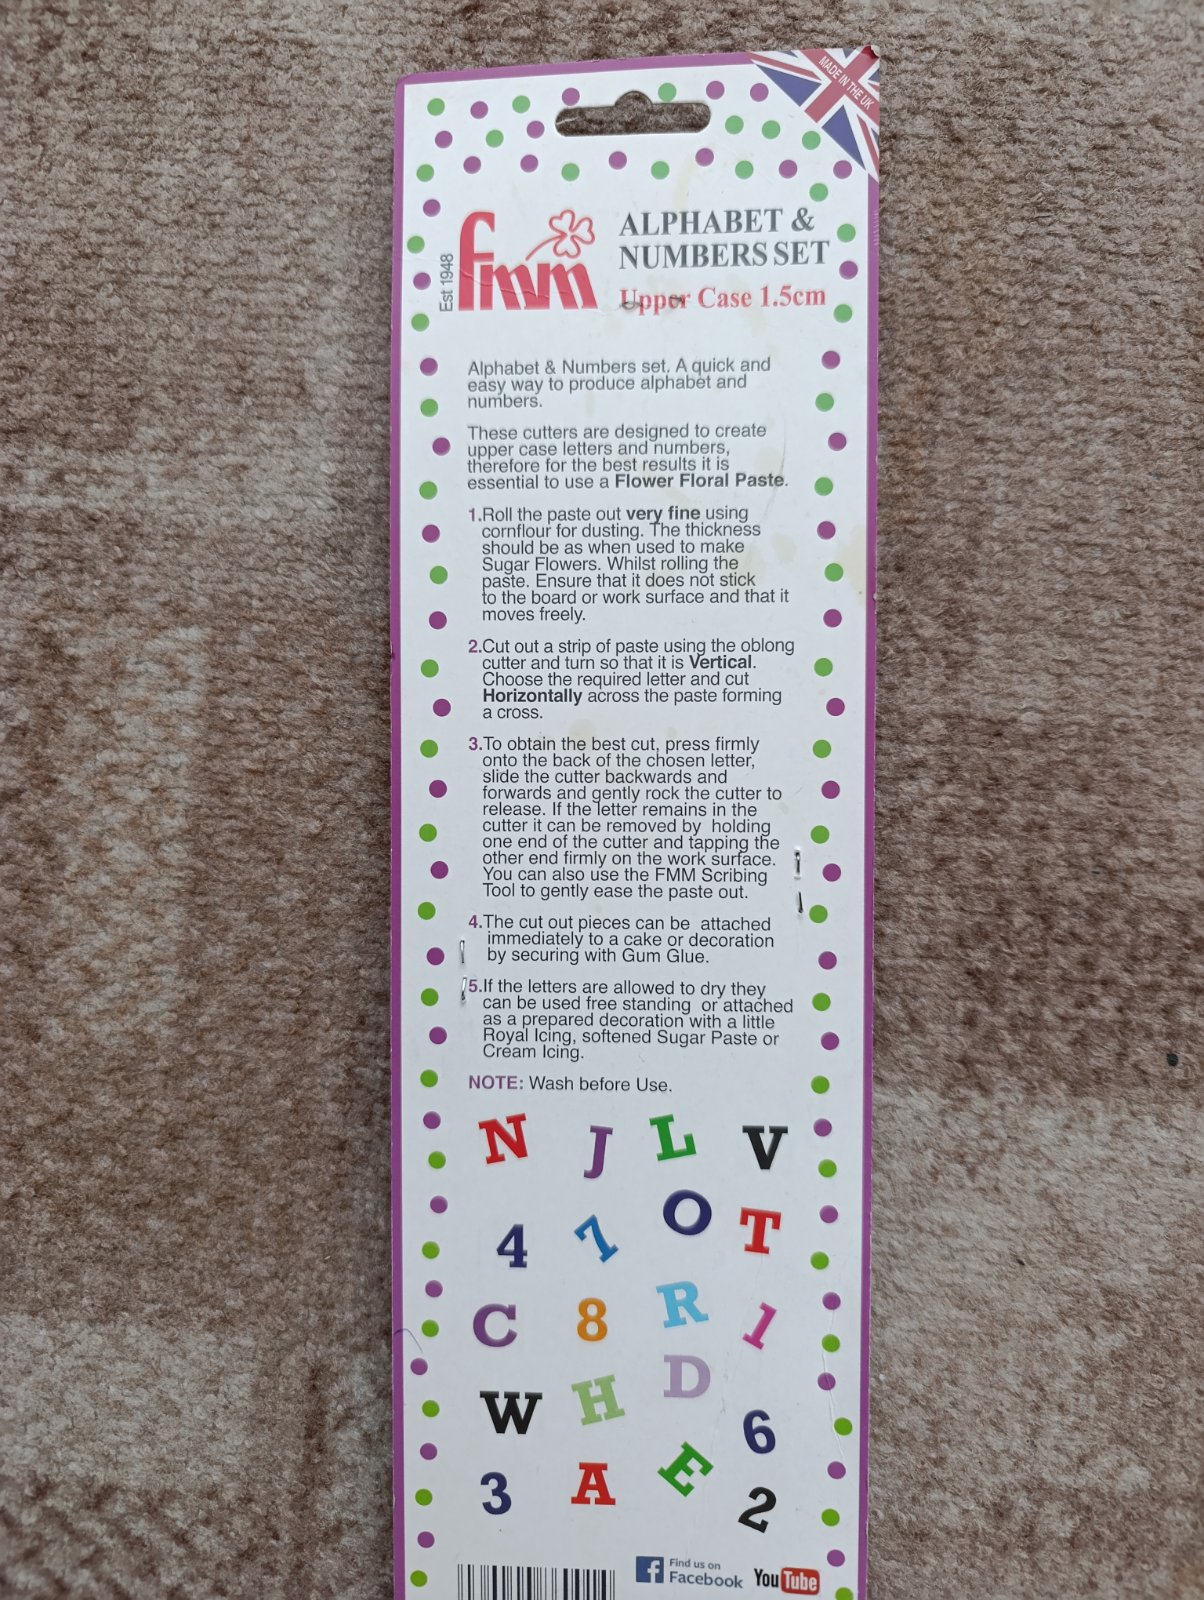 MADE IN THE UK
Est 1948
fmm
ALPHABET &
NUMBERS SET
Upper Case 1.5cm
Alphabet & Numbers set. A quick and
easy way to produce alphabet and
numbers.
These cutters are designed to create
upper case letters and numbers,
therefore for the best results it is
essential to use a Flower Floral Paste.
1.Roll the paste out very fine using
cornflour for dusting. The thickness
should be as when used to make
Sugar Flowers. Whilst rolling the
paste. Ensure that it does not stick
to the board or work surface and that it
moves freely.
2.Cut out a strip of paste using the oblong
cutter and turn so that it is Vertical.
Choose the required letter and cut
Horizontally across the paste forming
a cross.
3.To obtain the best cut, press firmly
onto the back of the chosen letter,
slide the cutter backwards and
forwards and gently rock the cutter to
release. If the letter remains in the
cutter it can be removed by holding
one end of the cutter and tapping the
other end firmly on the work surface.
You can also use the FMM Scribing
Tool to gently ease the paste out.
4.The cut out pieces can be attached
immediately to a cake or decoration
by securing with Gum Glue.
5.If the letters are allowed to dry they
can be used free standing or attached
as a prepared decoration with a little
Royal Icing, softened Sugar Paste or
Cream Icing.
NOTE: Wash before Use.
N J L V
4 7 O T
C 8 R 1
W H D 6
3 A E 2
Find us on
Facebook
YouTube